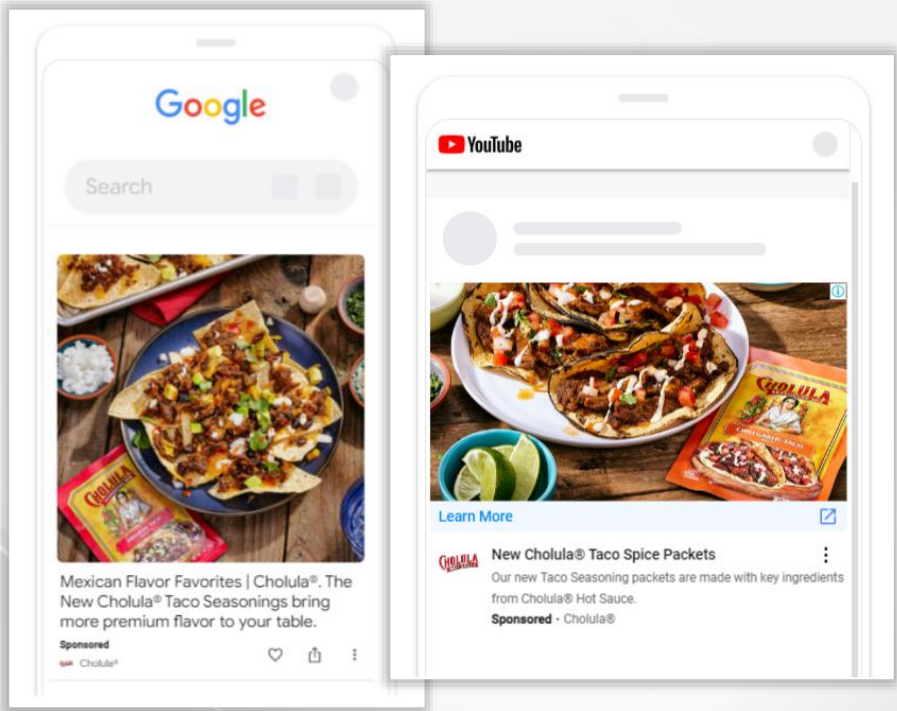 Google
Search
CHOLULA
Mexican Flavor Favorites | Cholula®. The
New Cholula® Taco Seasonings bring
more premium flavor to your table.
Sponsored
Cholula®
YouTube
CHOLULA
Learn More
CHOLULA
New Cholula® Taco Spice Packets
Our new Taco Seasoning packets are made with key ingredients
from Cholula® Hot Sauce.
Sponsored · Cholula®